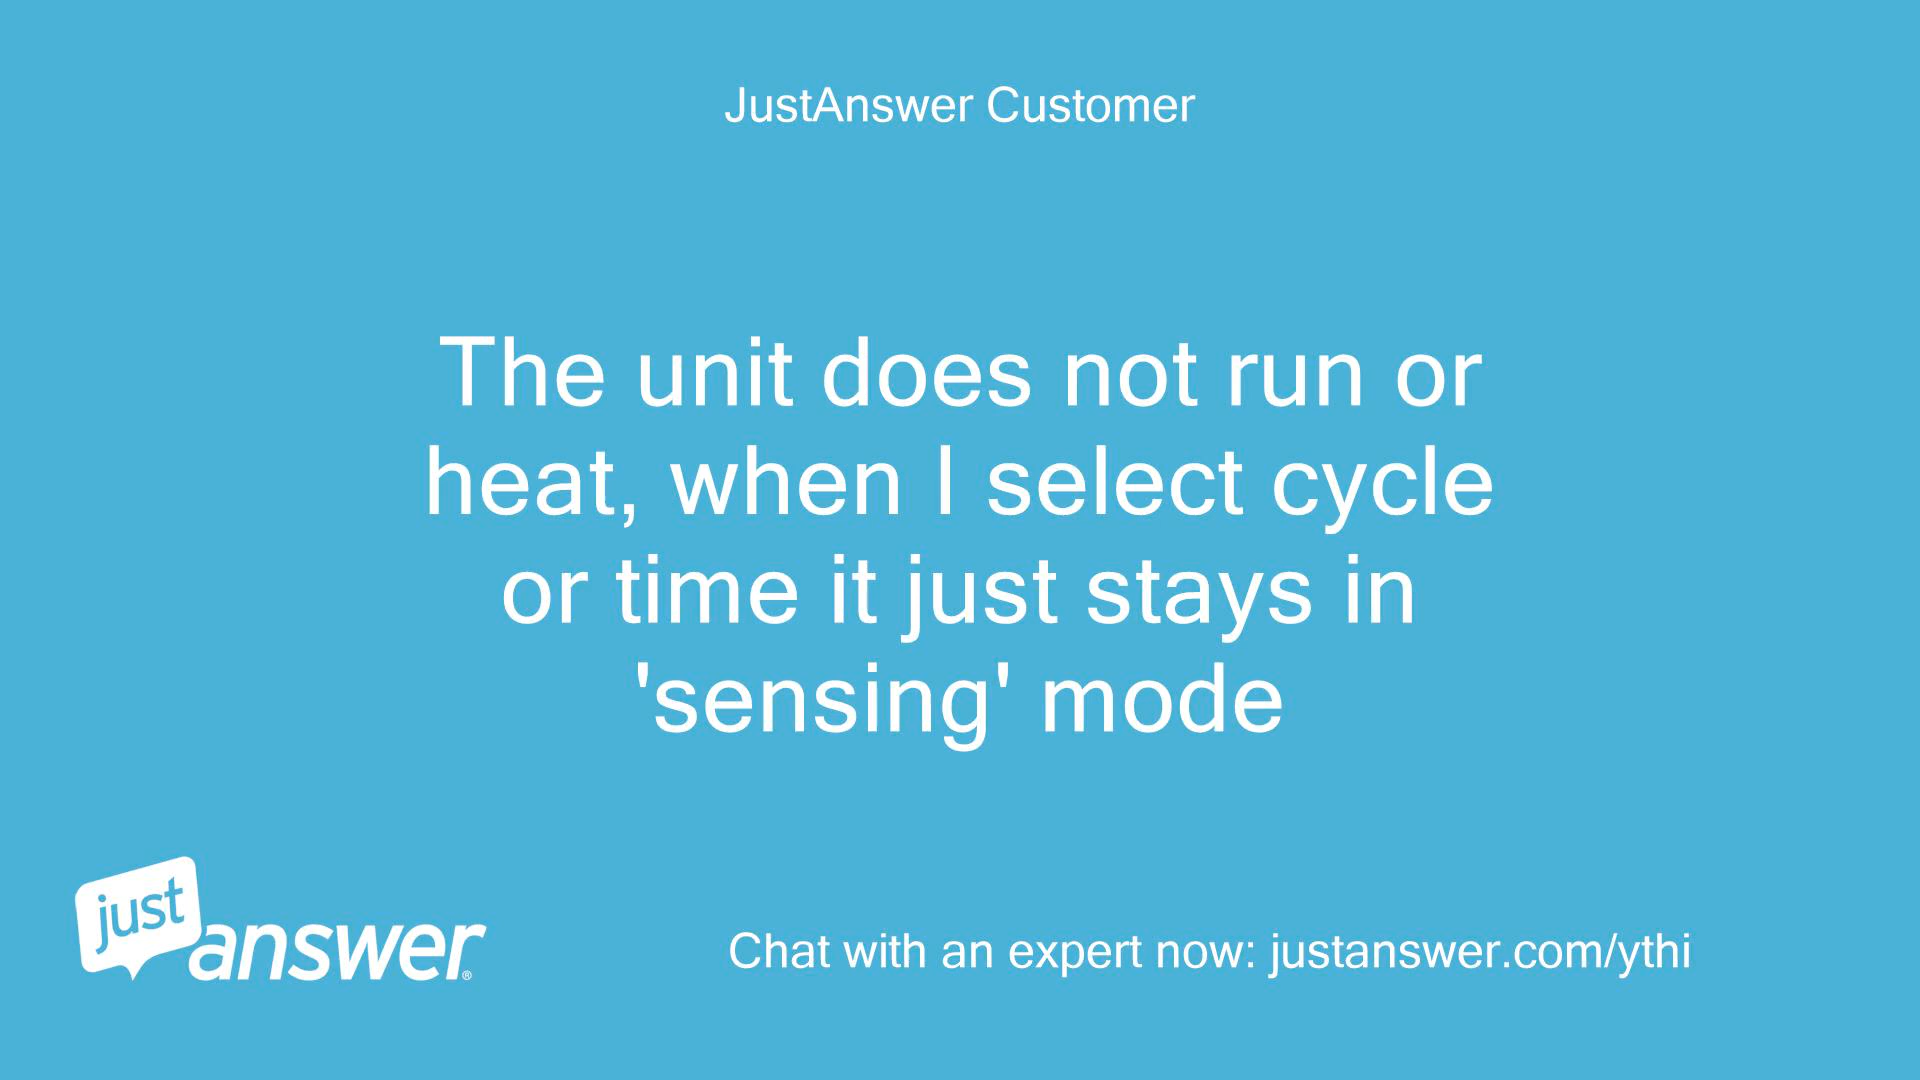 JustAnswer Customer
The unit does not run or
heat, when I select cycle
or time it just stays in
'sensing' mode
just
answer®
Chat with an expert now: justanswer.com/ythi